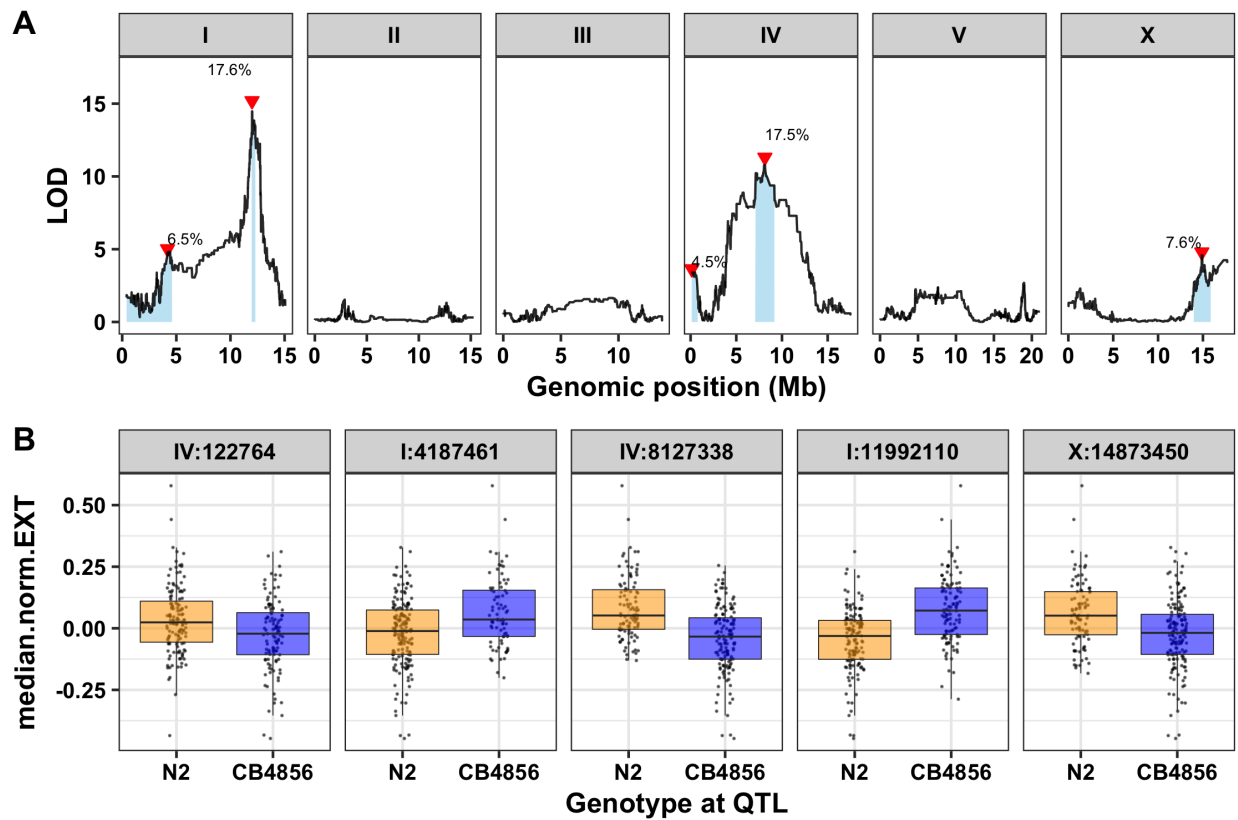 A
I II III IV V X
17.6%
6.5%
17.5%
4.5%
7.6%
LOD
15
10
5
0
0 5 10 15 0 5 10 15 0 5 10 0 5 10 15 0 5 10 15 20 0 5 10 15
Genomic position (Mb)
B
IV:122764 I:4187461 IV:8127338 I:11992110 X:14873450
median.norm.EXT
0.50
0.25
0.00
-0.25
N2 CB4856 N2 CB4856 N2 CB4856 N2 CB4856 N2 CB4856
Genotype at QTL